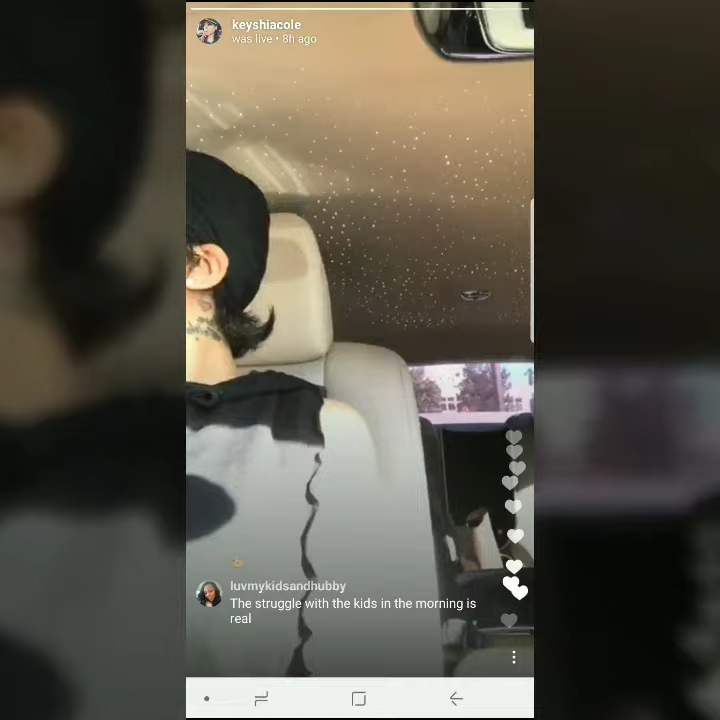 keyshiacole
was live • 8h ago
luvmykidsandhubby
The struggle with the kids in the morning is
real